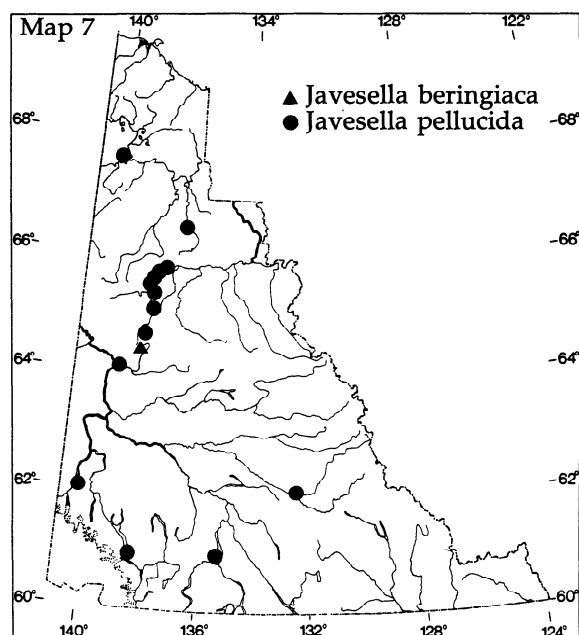 Map 7
140° 134° 128° 122°
▲ Javesella beringiaca
● Javesella pellucida
68° 68°
66° 66°
64° 64°
62° 62°
60° 60°
140° 136° 132° 128° 124°